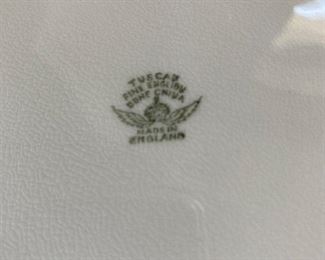 TUSCAN
FINE ENGLISH
BONE CHINA
MADE IN
ENGLAND